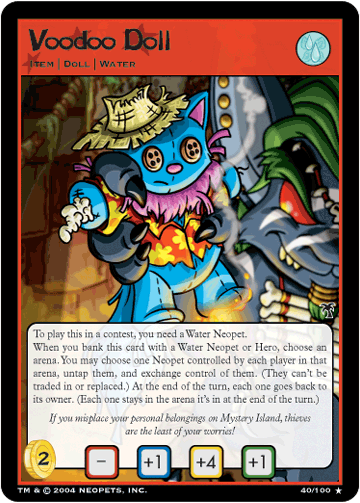 Voodoo Doll
Item | Doll | Water
To play this in a contest, you need a Water Neopet.
When you bank this card with a Water Neopet or Hero, choose an
arena. You may choose one Neopet controlled by each player in that
arena, untap them, and exchange control of them. (They can't be
traded in or replaced.) At the end of the turn, each one goes back to
its owner. (Each one stays in the arena it's in at the end of the turn.)
If you misplace your personal belongings on Mystery Island, thieves
are the least of your worries!
2
–
+1
+4
+1
TM & © 2004 NEOPETS, INC.
40/100 ★